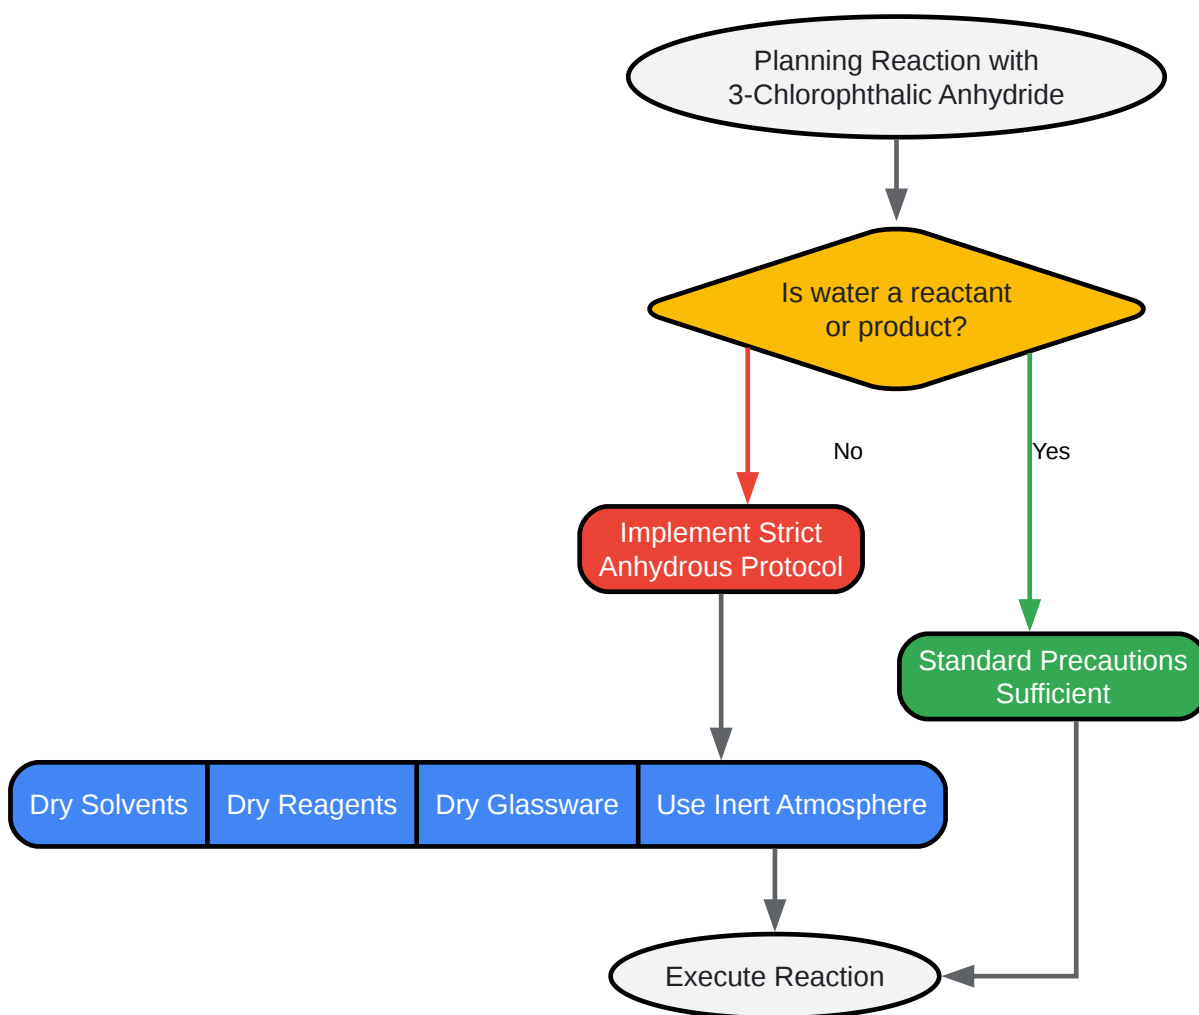 Planning Reaction with
3-Chlorophthalic Anhydride
Is water a reactant
or product?
No
Yes
Implement Strict
Anhydrous Protocol
Standard Precautions
Sufficient
Dry Solvents
Dry Reagents
Dry Glassware
Use Inert Atmosphere
Execute Reaction